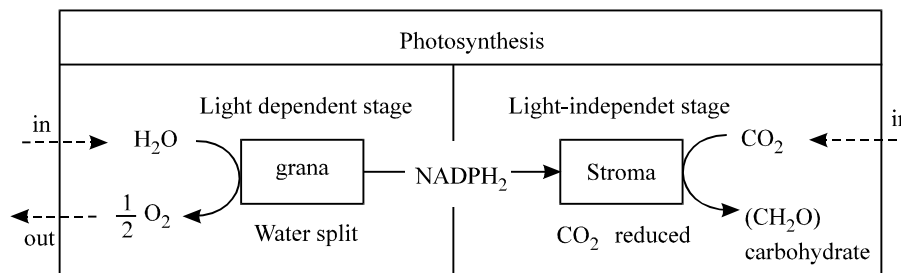 Photosynthesis
Light dependent stage
Light-independet stage
in
H₂O
grana
NADPH₂
Stroma
CO₂
in
½ O₂
out
Water split
CO₂ reduced
(CH₂O)
carbohydrate